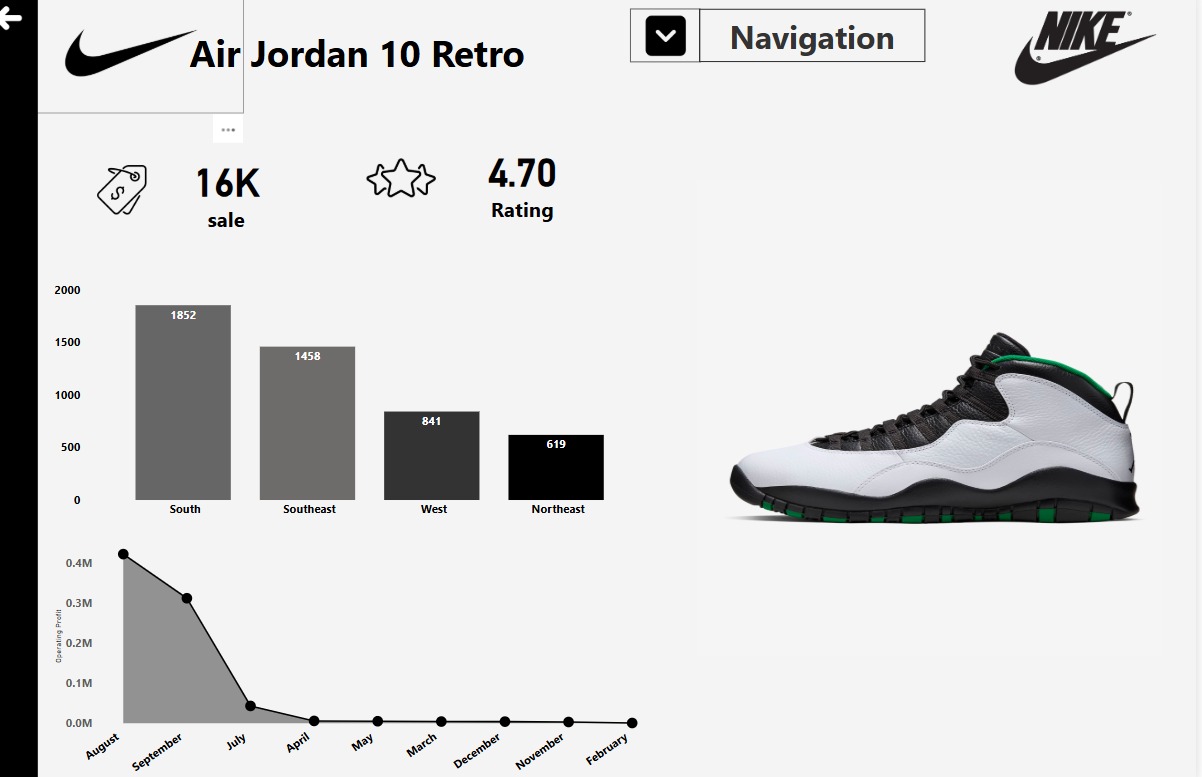 Air Jordan 10 Retro
Navigation
NIKE
®
®
...
$
16K
sale
4.70
Rating
2000
1500
1000
500
0
1852
1458
841
619
South
Southeast
West
Northeast
Operating Profit
0.4M
0.3M
0.2M
0.1M
0.0M
August
September
July
April
May
March
December
November
February